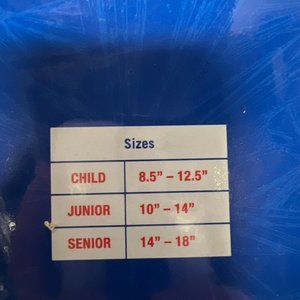 Sizes
CHILD 8.5” – 12.5”
JUNIOR 10” – 14”
SENIOR 14” – 18”